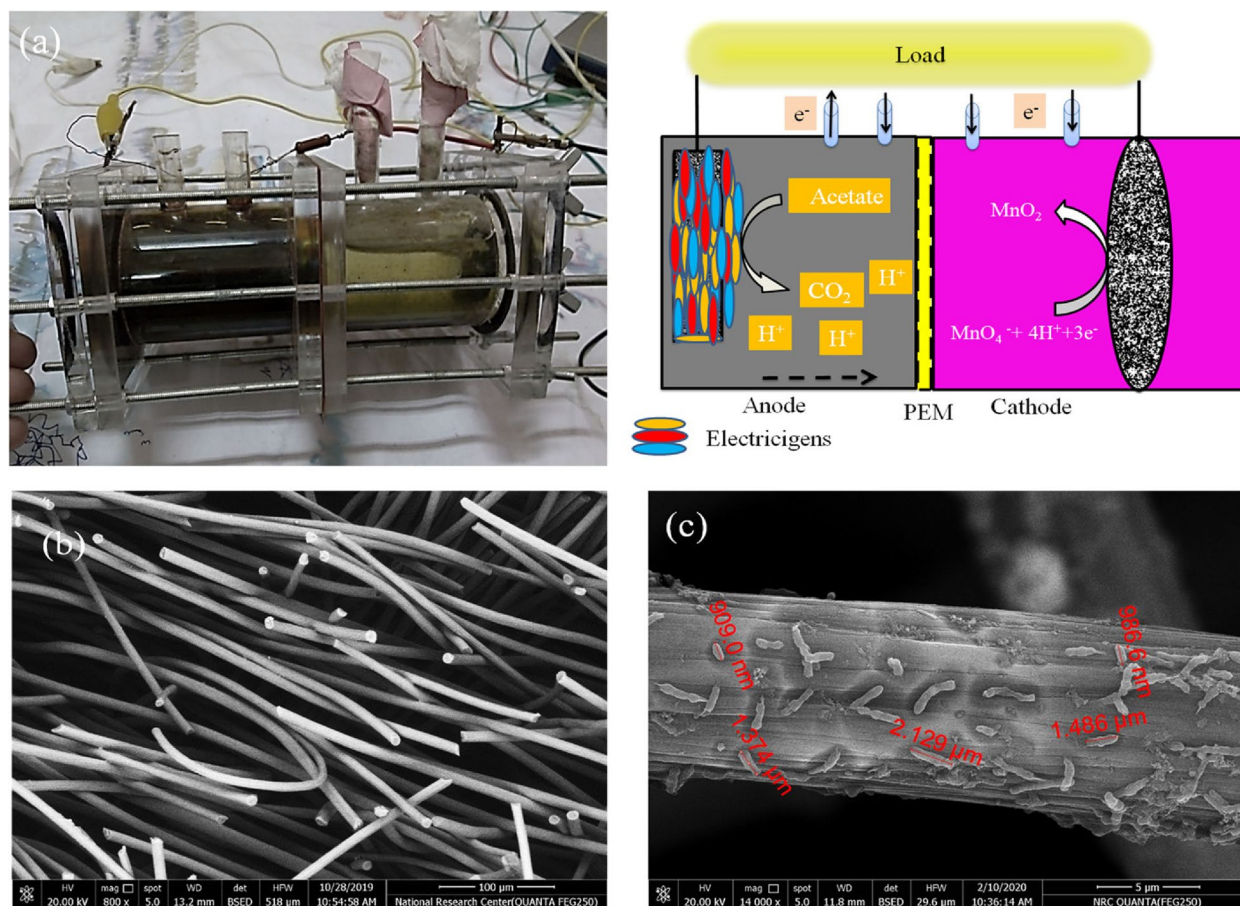 (a)
Load
e⁻
e⁻
Acetate
MnO₂
CO₂
H⁺
H⁺
H⁺
MnO₄⁻+ 4H⁺+3e⁻
Anode
PEM
Cathode
Electricigens
(b)
HV mag □ spot WD det HFW 10/28/2019 100 µm
20.00 kV 800 x 5.0 13.2 mm BSED 518 µm 10:54:58 AM National Research Center(QUANTA FEG250)
(c)
909.0 nm
986.6 nm
1.374 µm
2.129 µm
1.486 µm
HV mag □ spot WD det HFW 2/10/2020 5 µm
20.00 kV 14 000 x 5.0 11.8 mm BSED 29.6 µm 10:36:14 AM NRC QUANTA(FEG250)